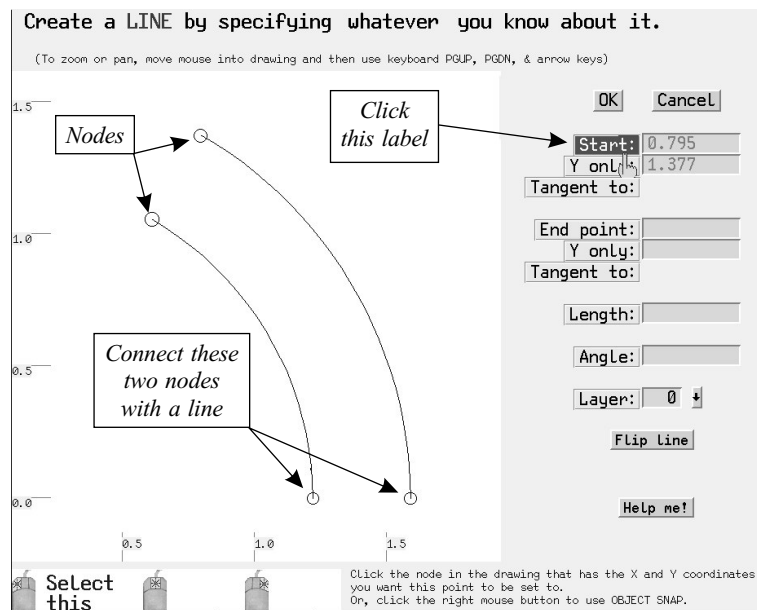 Create a LINE by specifying whatever you know about it.
(To zoom or pan, move mouse into drawing and then use keyboard PGUP, PGDN, & arrow keys)
1.5
Nodes
Click
this label
OK Cancel
Start: 0.795
Y only: 1.377
Tangent to:
1.0
End point:
Y only:
Tangent to:
Length:
Connect these
two nodes
with a line
0.5
Angle:
Layer: 0
Flip line
0.0
Help me!
0.5 1.0 1.5
Select
this
Click the node in the drawing that has the X and Y coordinates
you want this point to be set to.
Or, click the right mouse button to use OBJECT SNAP.